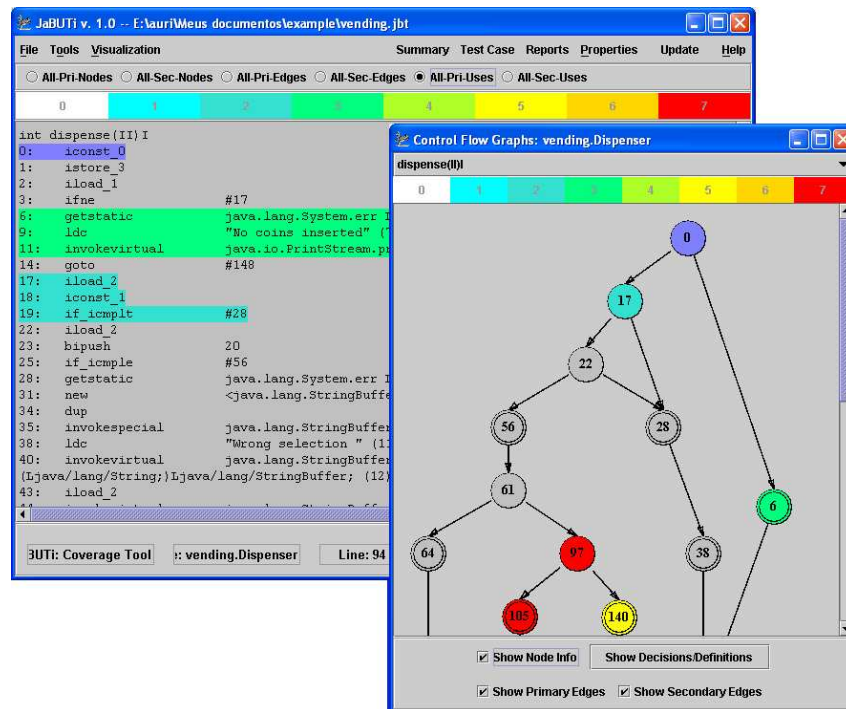 JaBUTi v. 1.0 -- E:\auri\Meus documentos\example\vending.jbt
File Tools Visualization Summary Test Case Reports Properties Update Help
All-Pri-Nodes All-Sec-Nodes All-Pri-Edges All-Sec-Edges All-Pri-Uses All-Sec-Uses
0 1 2 3 4 5 6 7
int dispense(II)I
0: iconst_0
1: istore_3
2: iload_1
3: ifne #17
6: getstatic java.lang.System.err I
9: ldc "No coins inserted" (
11: invokevirtual java.io.PrintStream.pr
14: goto #148
17: iload_2
18: iconst_1
19: if_icmplt #28
22: iload_2
23: bipush 20
25: if_icmple #56
28: getstatic java.lang.System.err I
31: new <java.lang.StringBuffe
34: dup
35: invokespecial java.lang.StringBuffer
38: ldc "Wrong selection " (11
40: invokevirtual java.lang.StringBuffer
(Ljava/lang/String;)Ljava/lang/StringBuffer; (12)
43: iload_2
3UTi: Coverage Tool
: vending.Dispenser
Line: 94
Control Flow Graphs: vending.Dispenser
dispense(II)I
0 1 2 3 4 5 6 7
0
17
22
56 28
61
6
64 97 38
105 140
Show Node Info Show Decisions/Definitions
Show Primary Edges Show Secondary Edges